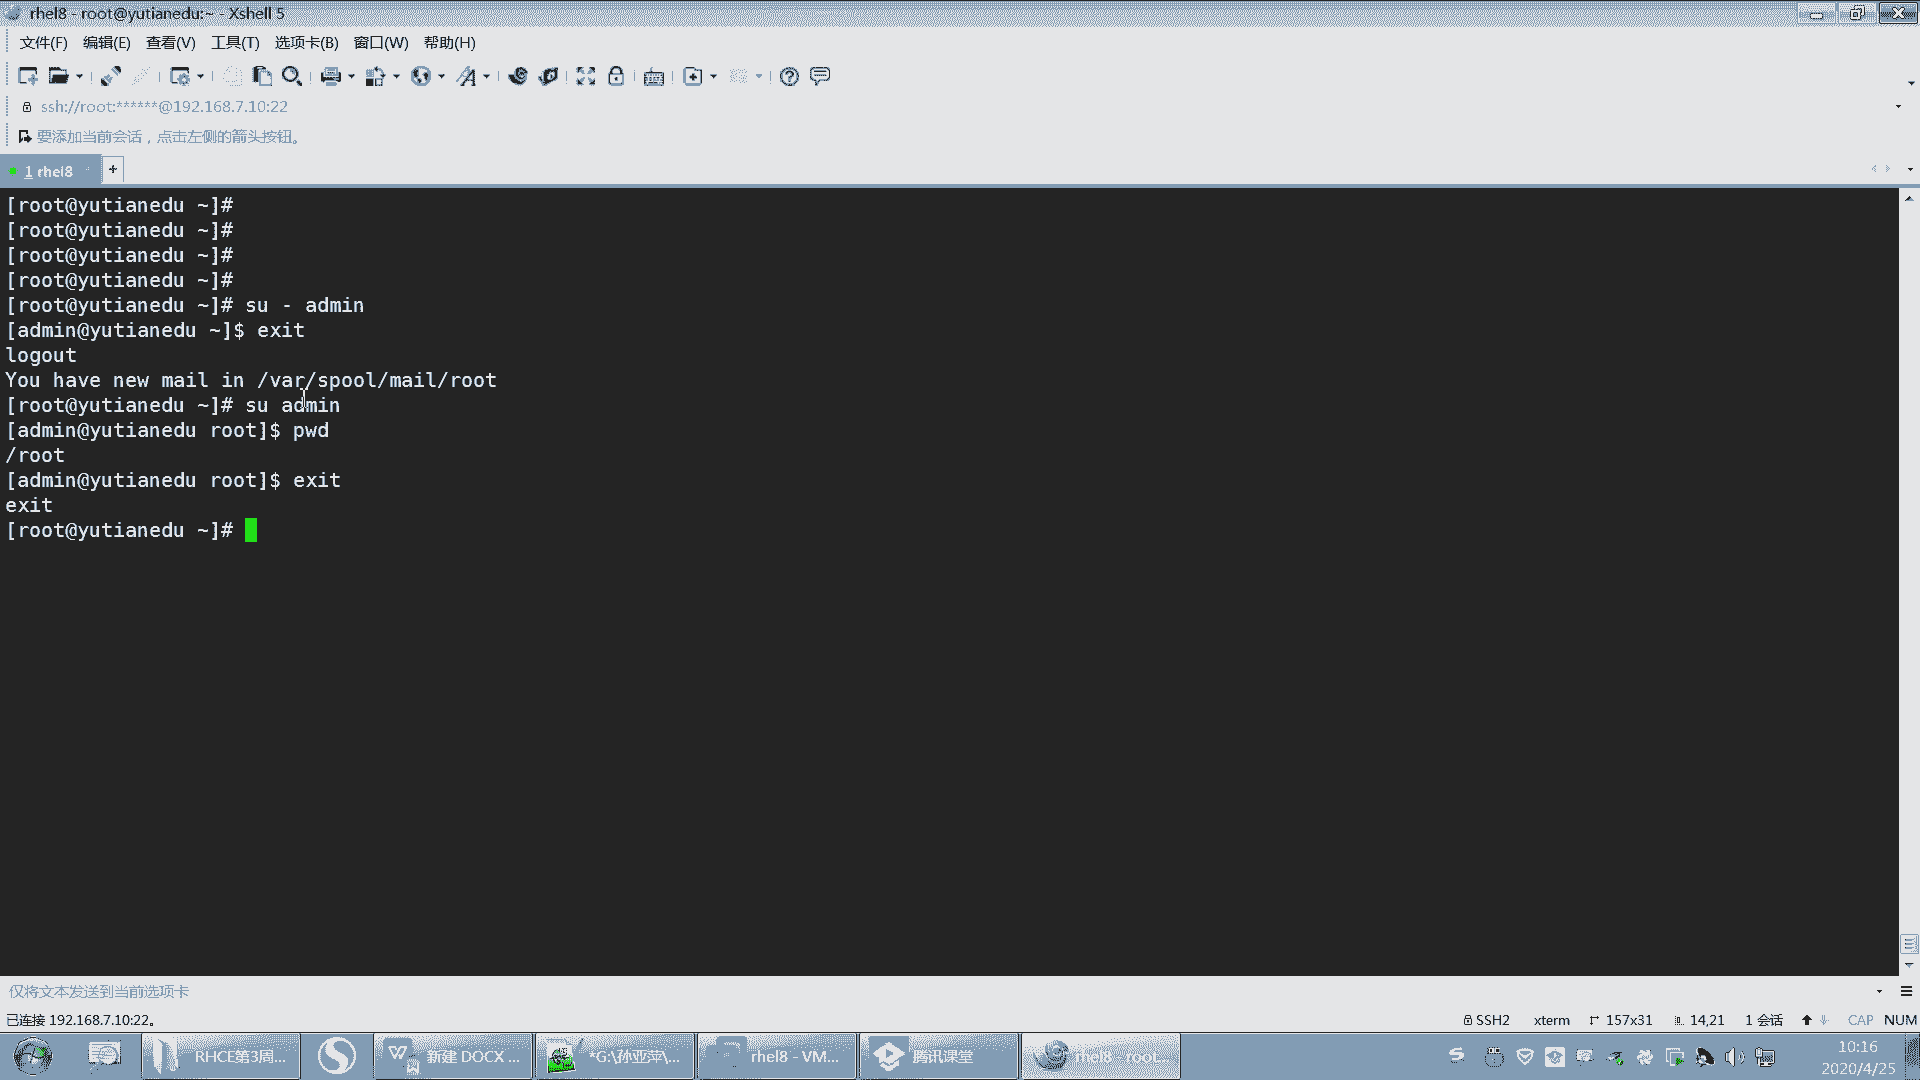 rhel8 - root@yutianedu:~ - Xshell 5
文件(F) 编辑(E) 查看(V) 工具(T) 选项卡(B) 窗口(W) 帮助(H)
ssh://root:******@192.168.7.10:22
要添加当前会话，点击左侧的箭头按钮。
1 rhel8
[root@yutianedu ~]#
[root@yutianedu ~]#
[root@yutianedu ~]#
[root@yutianedu ~]#
[root@yutianedu ~]# su - admin
[admin@yutianedu ~]$ exit
logout
You have new mail in /var/spool/mail/root
[root@yutianedu ~]# su admin
[admin@yutianedu root]$ pwd
/root
[admin@yutianedu root]$ exit
exit
[root@yutianedu ~]#
仅将文本发送到当前选项卡
已连接 192.168.7.10:22。 SSH2 xterm 157x31 14,21 1 会话 CAP NUM
RHCE第3周... 新建 DOCX ... *G:\孙亚萍\... rhel8 - VM... 腾讯课堂 rhel8 - root... 10:16
2020/4/25